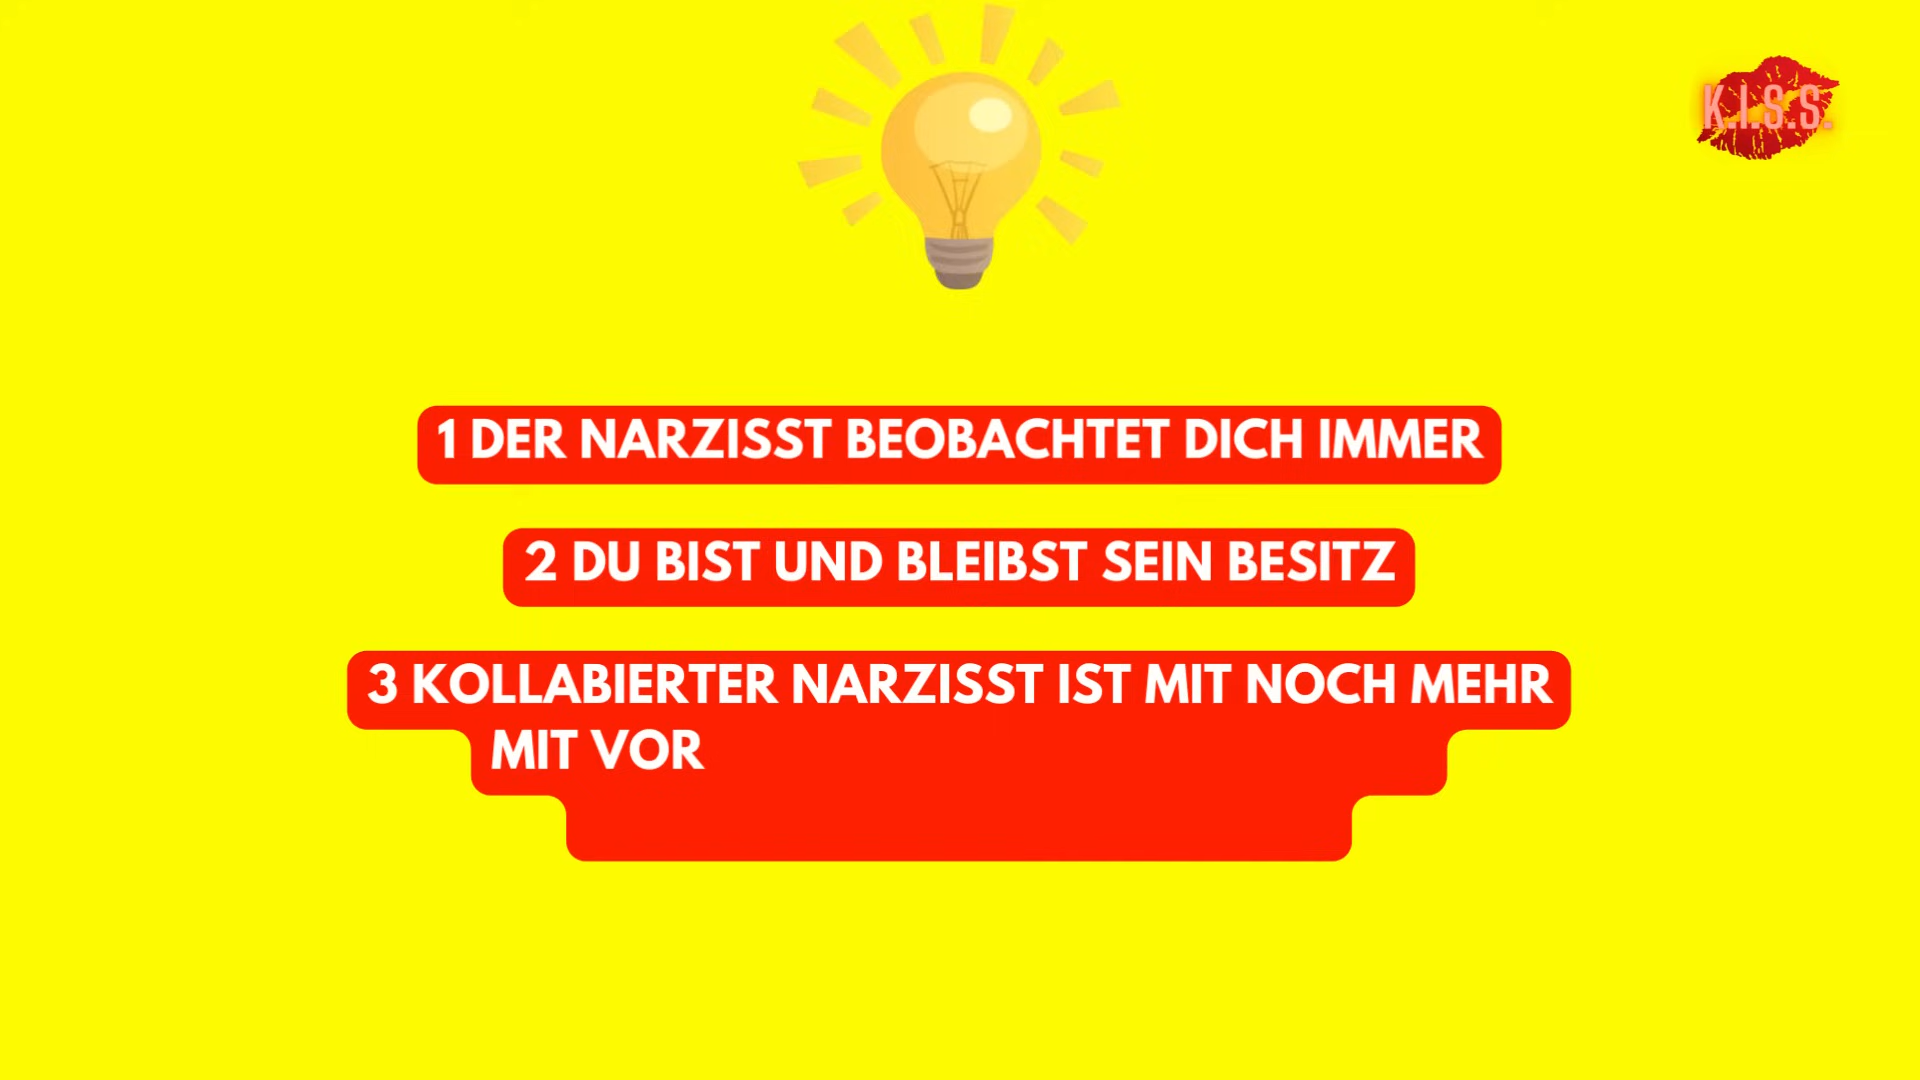 K.I.S.S.
1 DER NARZISST BEOBACHTET DICH IMMER
2 DU BIST UND BLEIBST SEIN BESITZ
3 KOLLABIERTER NARZISST IST MIT NOCH MEHR
MIT VOR